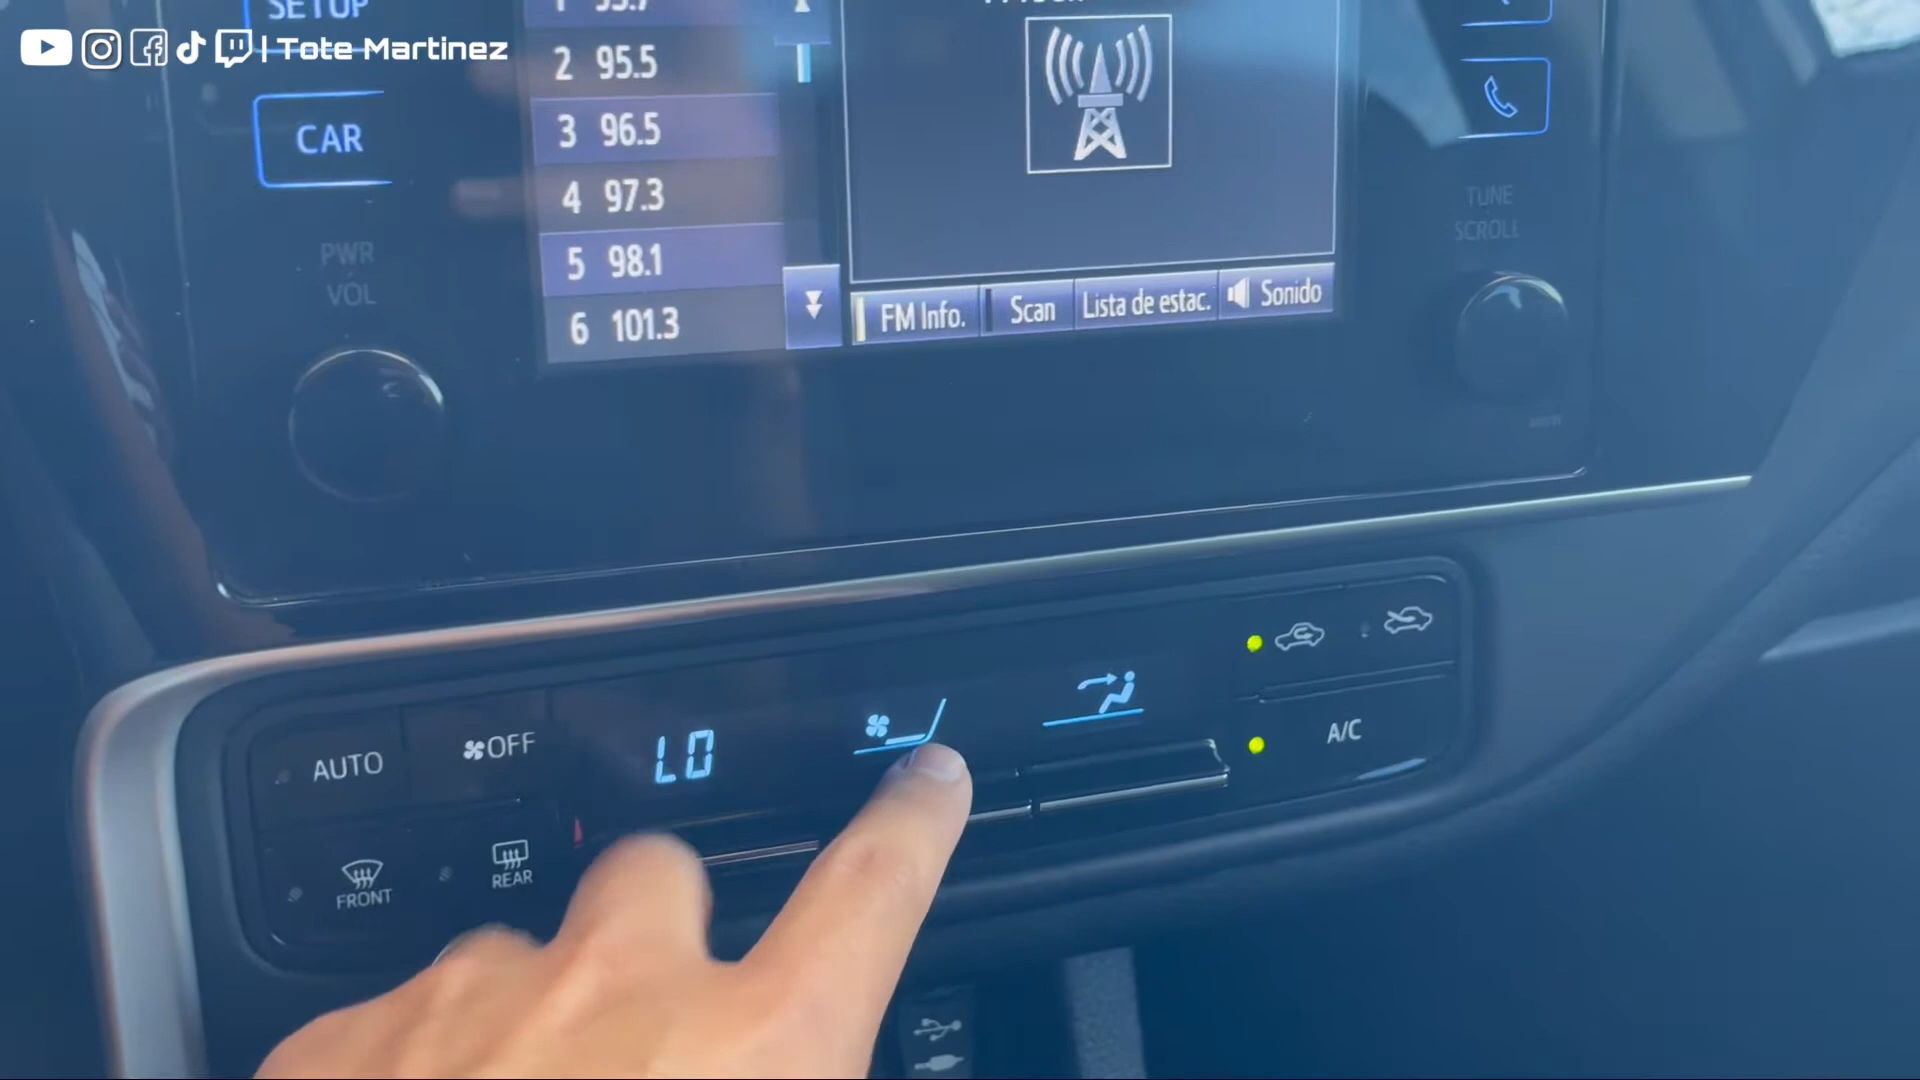 | Tote Martinez
SETUP
CAR
PWR
VOL
2 95.5
3 96.5
4 97.3
5 98.1
6 101.3
FM Info.
Scan
Lista de estac.
Sonido
TUNE
SCROLL
AUTO
OFF
LO
A/C
FRONT
REAR